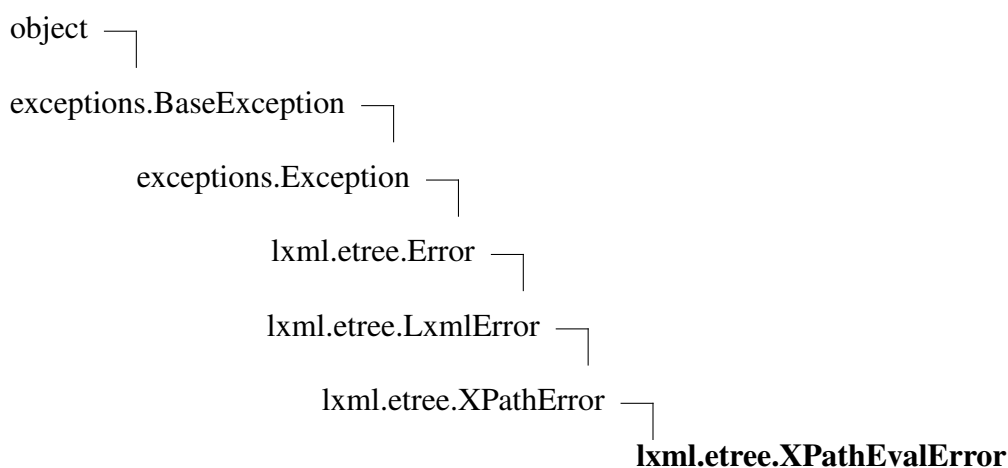 object
exceptions.BaseException
exceptions.Exception
lxml.etree.Error
lxml.etree.LxmlError
lxml.etree.XPathError
lxml.etree.XPathEvalError